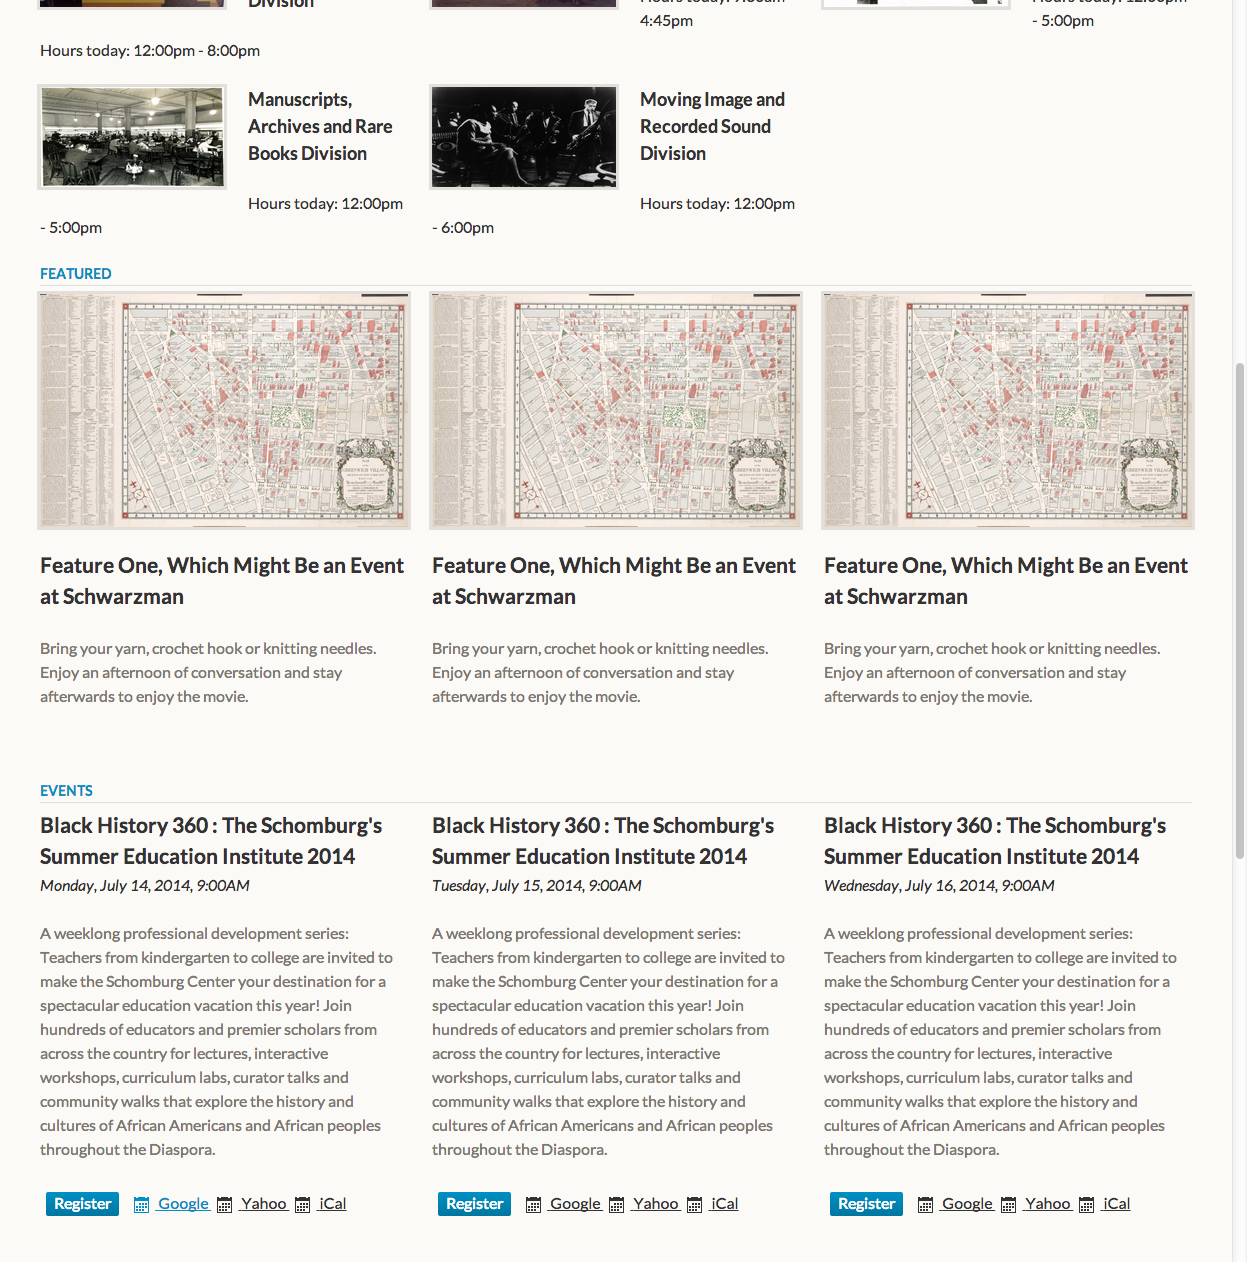 Division
Hours today: 12:00pm - 8:00pm
4:45pm
- 5:00pm
Manuscripts,
Archives and Rare
Books Division
Hours today: 12:00pm
- 5:00pm
Moving Image and
Recorded Sound
Division
Hours today: 12:00pm
- 6:00pm
FEATURED
GREENWICH VILLAGE
GREENWICH VILLAGE
GREENWICH VILLAGE
Feature One, Which Might Be an Event
at Schwarzman
Bring your yarn, crochet hook or knitting needles.
Enjoy an afternoon of conversation and stay
afterwards to enjoy the movie.
Feature One, Which Might Be an Event
at Schwarzman
Bring your yarn, crochet hook or knitting needles.
Enjoy an afternoon of conversation and stay
afterwards to enjoy the movie.
Feature One, Which Might Be an Event
at Schwarzman
Bring your yarn, crochet hook or knitting needles.
Enjoy an afternoon of conversation and stay
afterwards to enjoy the movie.
EVENTS
Black History 360 : The Schomburg's
Summer Education Institute 2014
Monday, July 14, 2014, 9:00AM
A weeklong professional development series:
Teachers from kindergarten to college are invited to
make the Schomburg Center your destination for a
spectacular education vacation this year! Join
hundreds of educators and premier scholars from
across the country for lectures, interactive
workshops, curriculum labs, curator talks and
community walks that explore the history and
cultures of African Americans and African peoples
throughout the Diaspora.
Register Google Yahoo iCal
Black History 360 : The Schomburg's
Summer Education Institute 2014
Tuesday, July 15, 2014, 9:00AM
A weeklong professional development series:
Teachers from kindergarten to college are invited to
make the Schomburg Center your destination for a
spectacular education vacation this year! Join
hundreds of educators and premier scholars from
across the country for lectures, interactive
workshops, curriculum labs, curator talks and
community walks that explore the history and
cultures of African Americans and African peoples
throughout the Diaspora.
Register Google Yahoo iCal
Black History 360 : The Schomburg's
Summer Education Institute 2014
Wednesday, July 16, 2014, 9:00AM
A weeklong professional development series:
Teachers from kindergarten to college are invited to
make the Schomburg Center your destination for a
spectacular education vacation this year! Join
hundreds of educators and premier scholars from
across the country for lectures, interactive
workshops, curriculum labs, curator talks and
community walks that explore the history and
cultures of African Americans and African peoples
throughout the Diaspora.
Register Google Yahoo iCal